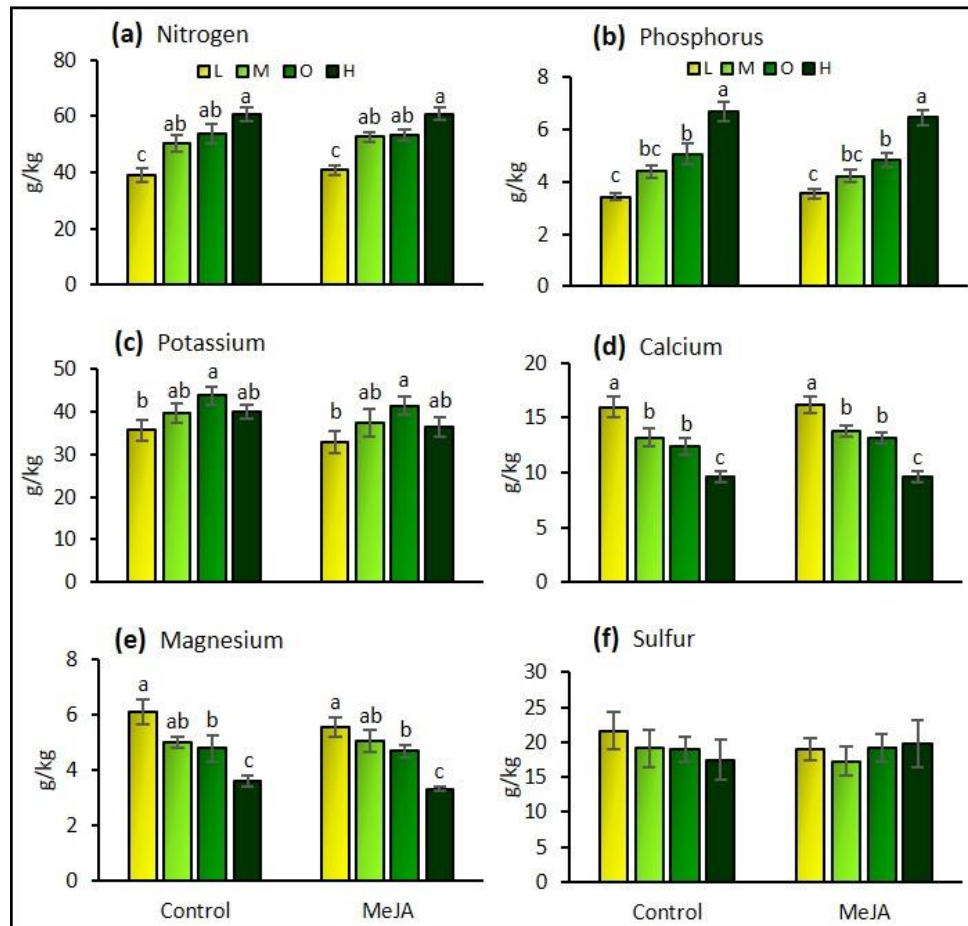 (a) Nitrogen
80
60
40
20
0
g/kg
L M O H
c ab ab a
c ab ab a
(b) Phosphorus
8
6
4
2
0
g/kg
L M O H
c bc b a
c bc b a
(c) Potassium
50
40
30
20
10
0
g/kg
b ab a ab
b ab a ab
(d) Calcium
20
15
10
5
0
g/kg
a b b c
a b b c
(e) Magnesium
8
6
4
2
0
g/kg
a ab b c
a ab b c
Control MeJA
(f) Sulfur
30
25
20
15
10
5
0
g/kg
Control MeJA